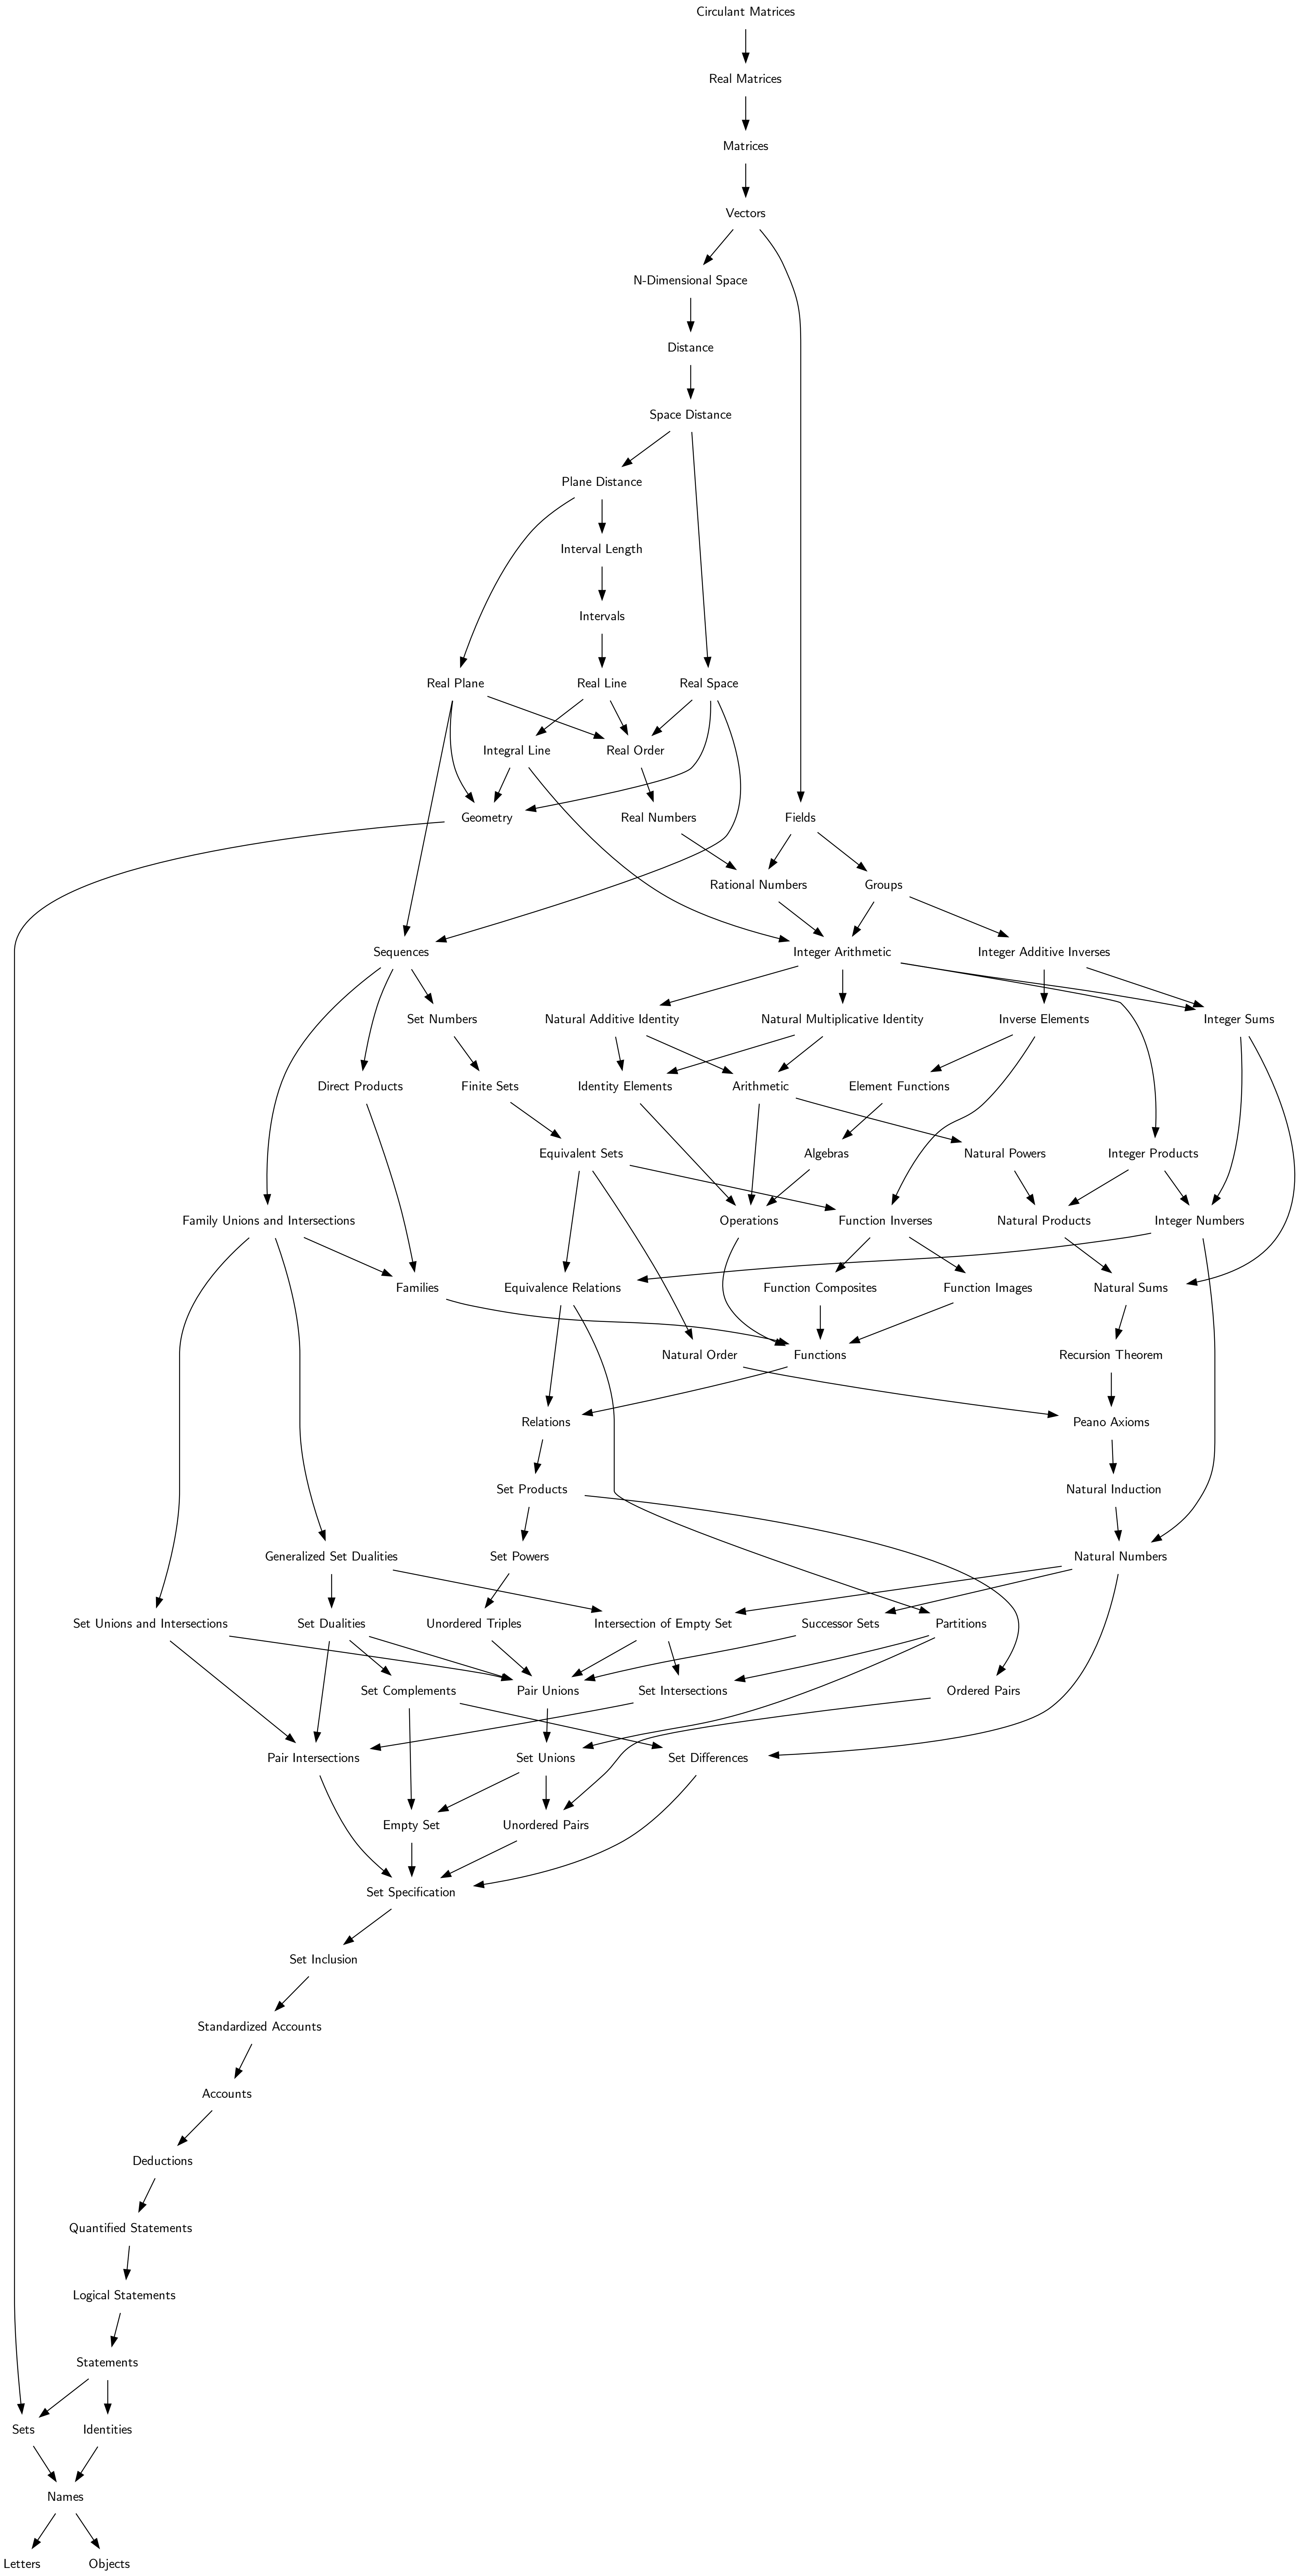 Circulant Matrices
Real Matrices
Matrices
Vectors
N-Dimensional Space
Distance
Space Distance
Plane Distance
Interval Length
Intervals
Real Plane
Real Line
Real Space
Integral Line
Real Order
Geometry
Real Numbers
Fields
Rational Numbers
Groups
Sequences
Integer Arithmetic
Integer Additive Inverses
Set Numbers
Natural Additive Identity
Natural Multiplicative Identity
Inverse Elements
Integer Sums
Direct Products
Finite Sets
Identity Elements
Arithmetic
Element Functions
Equivalent Sets
Algebras
Natural Powers
Integer Products
Family Unions and Intersections
Operations
Function Inverses
Natural Products
Integer Numbers
Families
Equivalence Relations
Function Composites
Function Images
Natural Sums
Natural Order
Functions
Recursion Theorem
Relations
Peano Axioms
Set Products
Natural Induction
Generalized Set Dualities
Set Powers
Natural Numbers
Set Unions and Intersections
Set Dualities
Unordered Triples
Intersection of Empty Set
Successor Sets
Partitions
Set Complements
Pair Unions
Set Intersections
Ordered Pairs
Pair Intersections
Set Unions
Set Differences
Empty Set
Unordered Pairs
Set Specification
Set Inclusion
Standardized Accounts
Accounts
Deductions
Quantified Statements
Logical Statements
Statements
Sets
Identities
Names
Letters
Objects